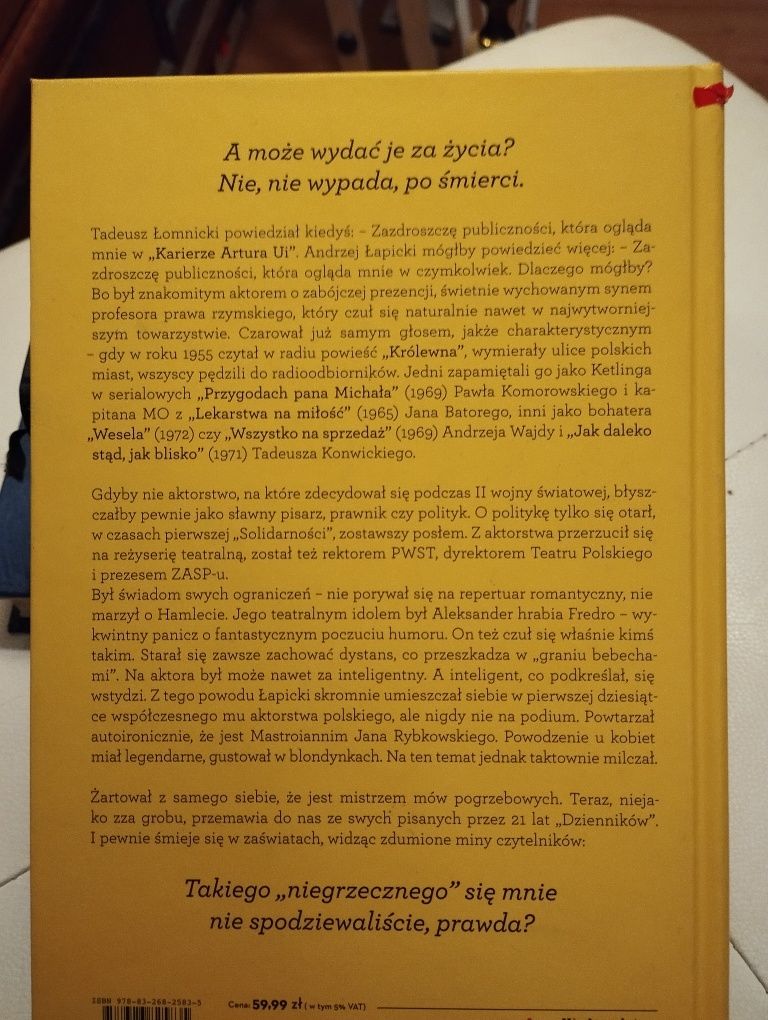 A może wydać je za życia?
Nie, nie wypada, po śmierci.
Tadeusz Łomnicki powiedział kiedyś: – Zazdroszczę publiczności, która ogląda
mnie w „Karierze Artura Ui”. Andrzej Łapicki mógłby powiedzieć więcej: – Za-
zdroszczę publiczności, która ogląda mnie w czymkolwiek. Dlaczego mógłby?
Bo był znakomitym aktorem o zabójczej prezencji, świetnie wychowanym synem
profesora prawa rzymskiego, który czuł się naturalnie nawet w najwytworniej-
szym towarzystwie. Czarował już samym głosem, jakże charakterystycznym
– gdy w roku 1955 czytał w radiu powieść „Królewna”, wymierały ulice polskich
miast, wszyscy pędzili do radioodbiorników. Jedni zapamiętali go jako Ketlinga
w serialowych „Przygodach pana Michała” (1969) Pawła Komorowskiego i ka-
pitana MO z „Lekarstwa na miłość” (1965) Jana Batorego, inni jako bohatera
„Wesela” (1972) czy „Wszystko na sprzedaż” (1969) Andrzeja Wajdy i „Jak daleko
stąd, jak blisko” (1971) Tadeusza Konwickiego.
Gdyby nie aktorstwo, na które zdecydował się podczas II wojny światowej, błysz-
czałby pewnie jako sławny pisarz, prawnik czy polityk. O politykę tylko się otarł,
w czasach pierwszej „Solidarności”, zostawszy posłem. Z aktorstwa przerzucił się
na reżyserię teatralną, został też rektorem PWST, dyrektorem Teatru Polskiego
i prezesem ZASP-u.
Był świadom swych ograniczeń – nie porywał się na repertuar romantyczny, nie
marzył o Hamlecie. Jego teatralnym idolem był Aleksander hrabia Fredro – wy-
kwintny panicz o fantastycznym poczuciu humoru. On też czuł się właśnie kimś
takim. Starał się zawsze zachować dystans, co przeszkadza w „graniu bebecha-
mi”. Na aktora był może nawet za inteligentny. A inteligent, co podkreślał, się
wstydzi. Z tego powodu Łapicki skromnie umieszczał siebie w pierwszej dziesiąt-
ce współczesnego mu aktorstwa polskiego, ale nigdy nie na podium. Powtarzał
autoironicznie, że jest Mastroiannim Jana Rybkowskiego. Powodzenie u kobiet
miał legendarne, gustował w blondynkach. Na ten temat jednak taktownie milczał.
Żartował z samego siebie, że jest mistrzem mów pogrzebowych. Teraz, nieja-
ko zza grobu, przemawia do nas ze swych pisanych przez 21 lat „Dzienników”.
I pewnie śmieje się w zaświatach, widząc zdumione miny czytelników:
Takiego „niegrzecznego” się mnie
nie spodziewaliście, prawda?
ISBN 978-83-268-2583-5
Cena: 59,99 zł (w tym 5% VAT)